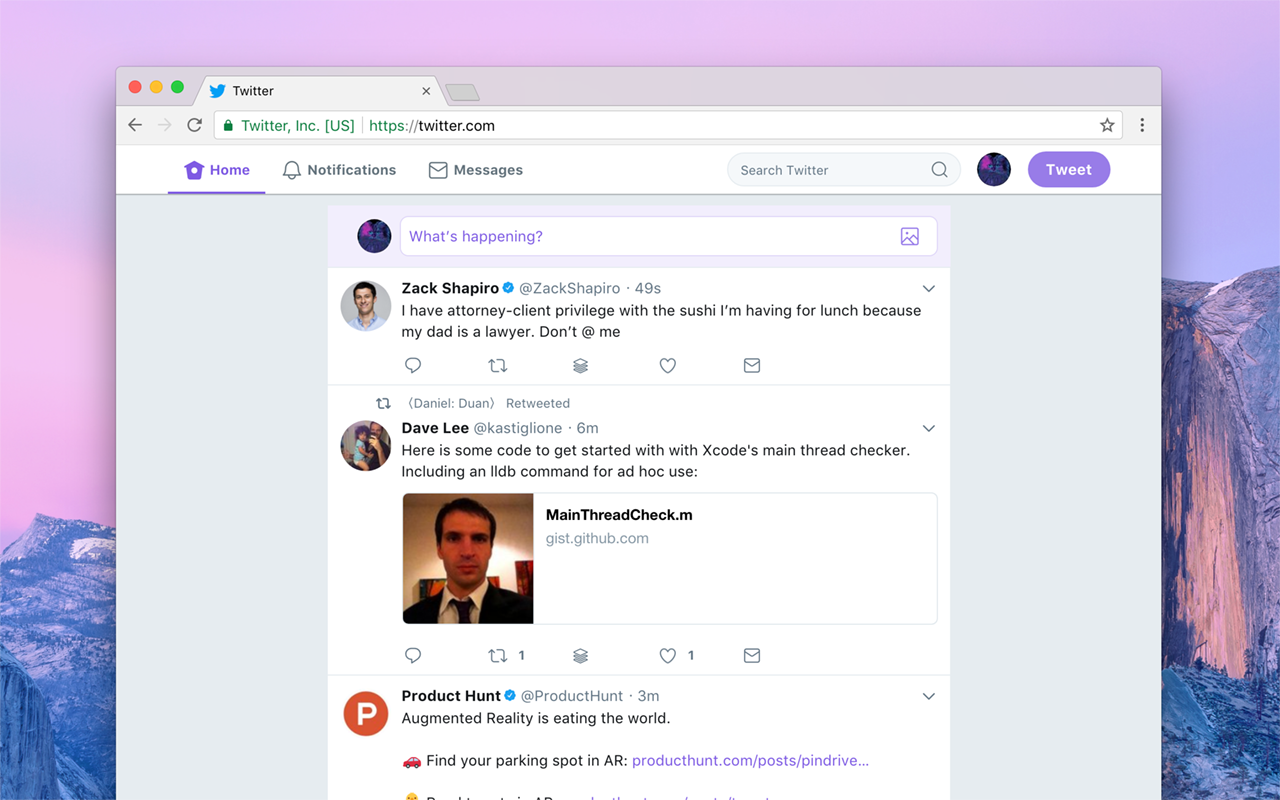 Twitter
Twitter, Inc. [US] https://twitter.com
Home Notifications Messages Search Twitter Tweet
What's happening?
Zack Shapiro @ZackShapiro · 49s
I have attorney-client privilege with the sushi I'm having for lunch because
my dad is a lawyer. Don't @ me
〈Daniel: Duan〉 Retweeted
Dave Lee @kastiglione · 6m
Here is some code to get started with with Xcode's main thread checker.
Including an lldb command for ad hoc use:
MainThreadCheck.m
gist.github.com
1 1
Product Hunt @ProductHunt · 3m
P
Augmented Reality is eating the world.
🚗 Find your parking spot in AR: producthunt.com/posts/pindrive...